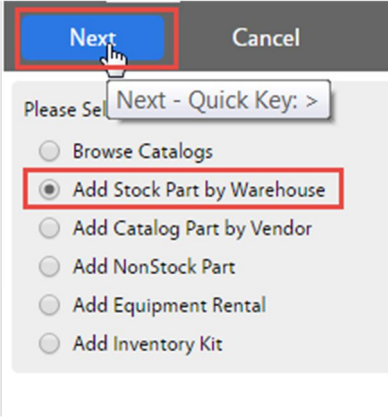 Next Cancel
Next - Quick Key: >
Please Sel
Browse Catalogs
Add Stock Part by Warehouse
Add Catalog Part by Vendor
Add NonStock Part
Add Equipment Rental
Add Inventory Kit